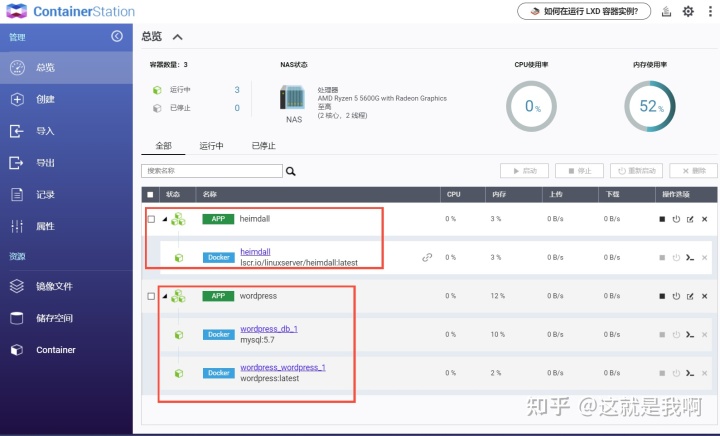 ContainerStation
如何在运行 LXD 容器实例?
管理
总览
创建
导入
导出
记录
属性
资源
镜像文件
储存空间
Container
总览
容器数量: 3
运行中 3
已停止 0
NAS状态
NAS
处理器
AMD Ryzen 5 5600G with Radeon Graphics
至高
(2 核心, 2 线程)
CPU使用率
0 %
内存使用率
52 %
全部 运行中 已停止
搜索名称
启动 停止 重新启动 删除
状态 名称 CPU 内存 上传 下载 操作选项
APP heimdall 0 % 3 % 0 B/s 0 B/s
Docker heimdall 0 % 3 % 0 B/s 0 B/s
lscr.io/linuxserver/heimdall:latest
APP wordpress 0 % 12 % 0 B/s 0 B/s
Docker wordpress_db_1 0 % 10 % 0 B/s 0 B/s
mysql:5.7
Docker wordpress_wordpress_1 0 % 2 % 0 B/s 0 B/s
wordpress:latest
知乎 @这就是我啊